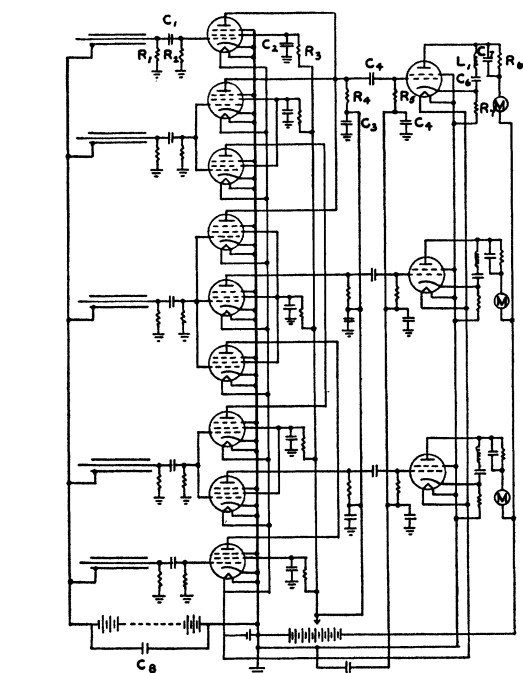 C₁
R₁ R₂
C₂ R₃
C₄
R₄ R₅
C₃ C₄
L₁ C₇ R₈
C₆
R₇ M
M
M
C₈